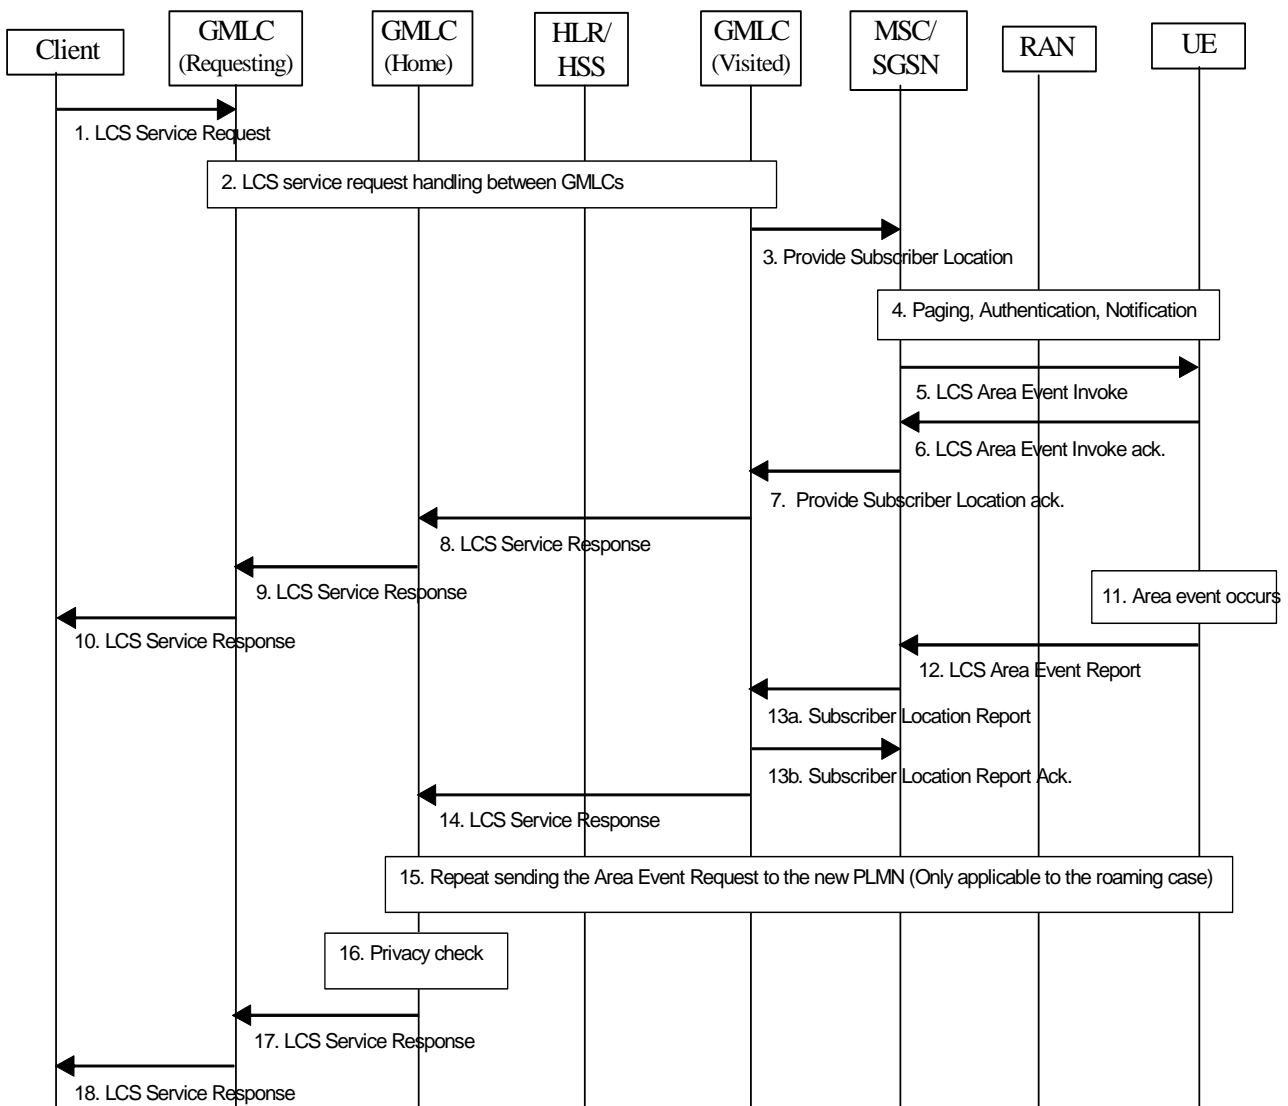 Client
GMLC
(Requesting)
GMLC
(Home)
HLR/
HSS
GMLC
(Visited)
MSC/
SGSN
RAN
UE
1. LCS Service Request
2. LCS service request handling between GMLCs
3. Provide Subscriber Location
4. Paging, Authentication, Notification
5. LCS Area Event Invoke
6. LCS Area Event Invoke ack.
7. Provide Subscriber Location ack.
8. LCS Service Response
9. LCS Service Response
11. Area event occurs
10. LCS Service Response
12. LCS Area Event Report
13a. Subscriber Location Report
13b. Subscriber Location Report Ack.
14. LCS Service Response
15. Repeat sending the Area Event Request to the new PLMN (Only applicable to the roaming case)
16. Privacy check
17. LCS Service Response
18. LCS Service Response